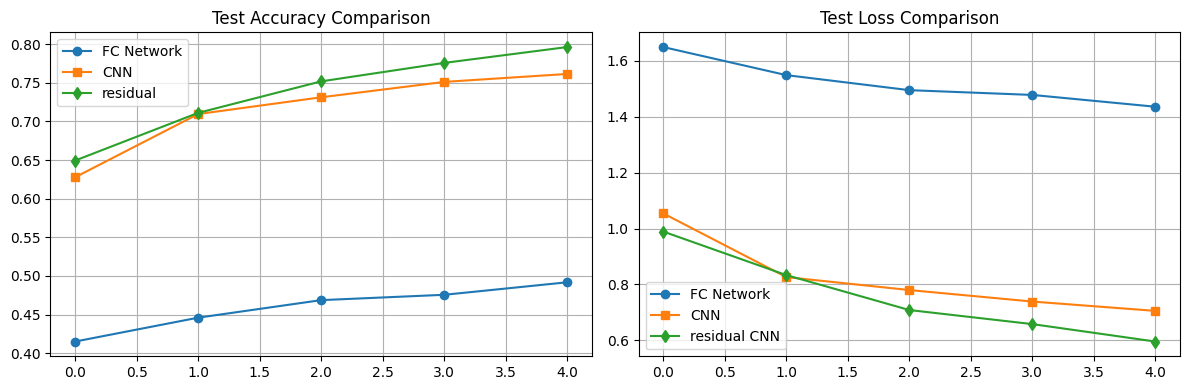 Test Accuracy Comparison
0.80
0.75
0.70
0.65
0.60
0.55
0.50
0.45
0.40
FC Network
CNN
residual
0.0 0.5 1.0 1.5 2.0 2.5 3.0 3.5 4.0
Test Loss Comparison
1.6
1.4
1.2
1.0
0.8
0.6
FC Network
CNN
residual CNN
0.0 0.5 1.0 1.5 2.0 2.5 3.0 3.5 4.0